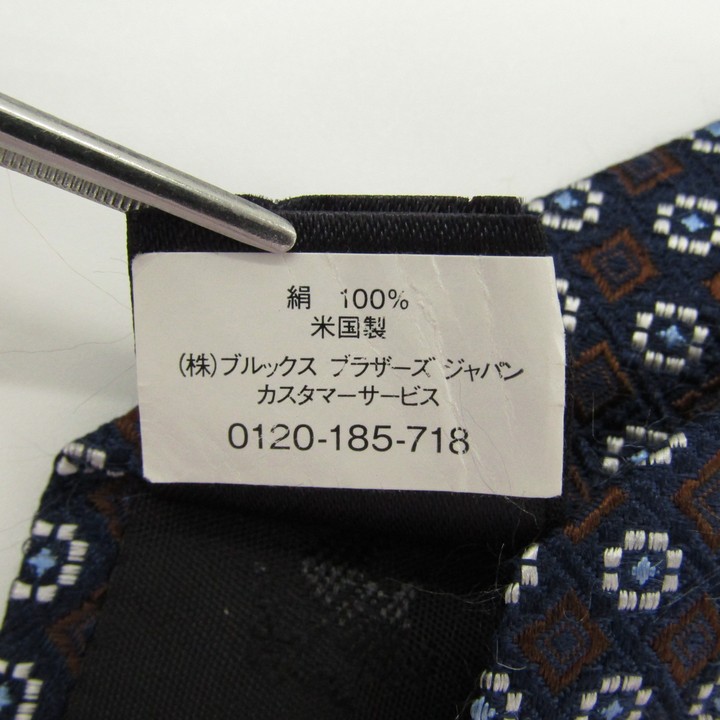 絹 100%
米国製
(株)ブルックス ブラザーズ ジャパン
カスタマーサービス
0120-185-718